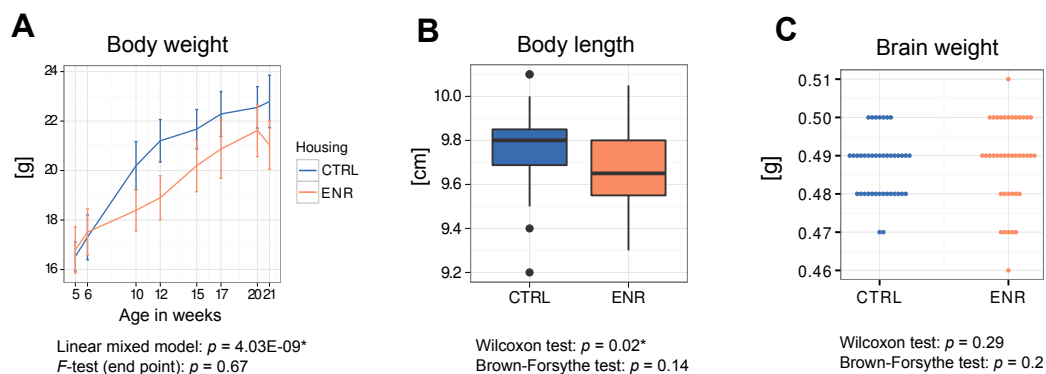 A
Body weight
[g]
24
22
20
18
16
5 6 10 12 15 17 20 21
Age in weeks
Housing
CTRL
ENR
Linear mixed model: p = 4.03E-09*
F-test (end point): p = 0.67
B
Body length
[cm]
10.0
9.8
9.6
9.4
9.2
CTRL ENR
Wilcoxon test: p = 0.02*
Brown-Forsythe test: p = 0.14
C
Brain weight
[g]
0.51
0.50
0.49
0.48
0.47
0.46
CTRL ENR
Wilcoxon test: p = 0.29
Brown-Forsythe test: p = 0.2